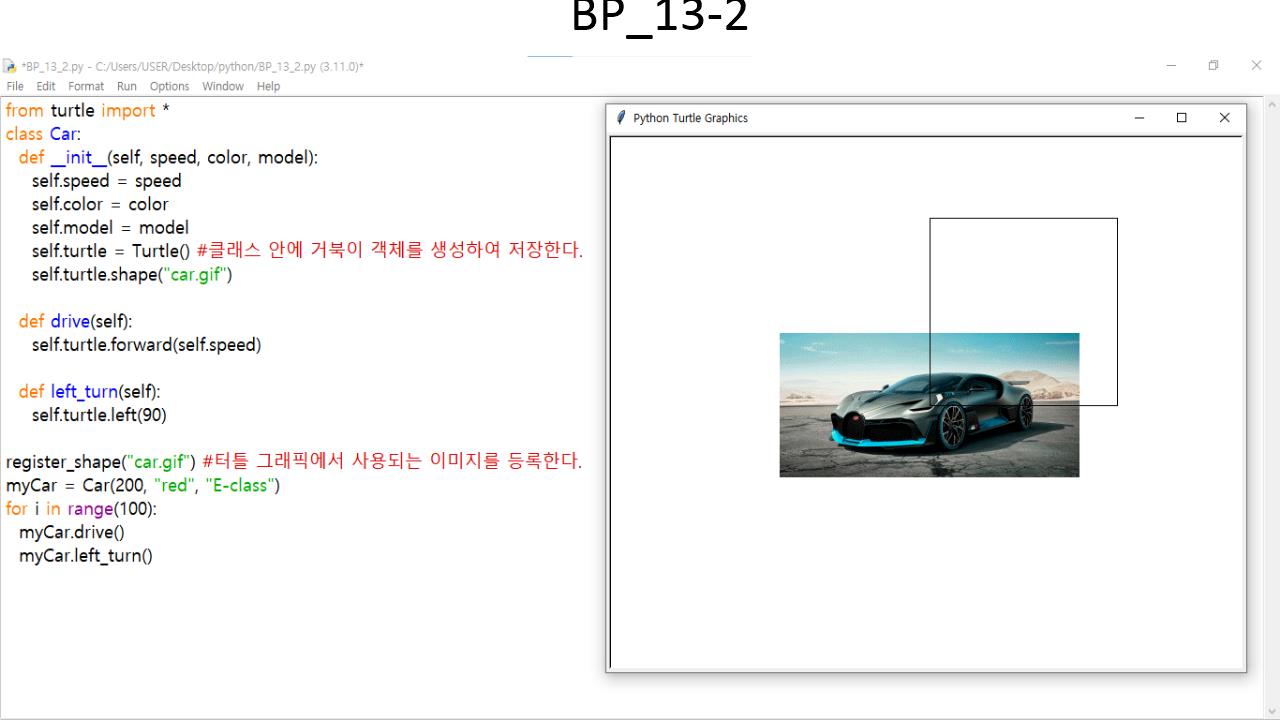 BP_13-2
*BP_13_2.py - C:/Users/USER/Desktop/python/BP_13_2.py (3.11.0)*
File Edit Format Run Options Window Help
from turtle import *
class Car:
def __init__(self, speed, color, model):
self.speed = speed
self.color = color
self.model = model
self.turtle = Turtle() #클래스 안에 거북이 객체를 생성하여 저장한다.
self.turtle.shape("car.gif")
def drive(self):
self.turtle.forward(self.speed)
def left_turn(self):
self.turtle.left(90)
register_shape("car.gif") #터틀 그래픽에서 사용되는 이미지를 등록한다.
myCar = Car(200, "red", "E-class")
for i in range(100):
myCar.drive()
myCar.left_turn()
Python Turtle Graphics